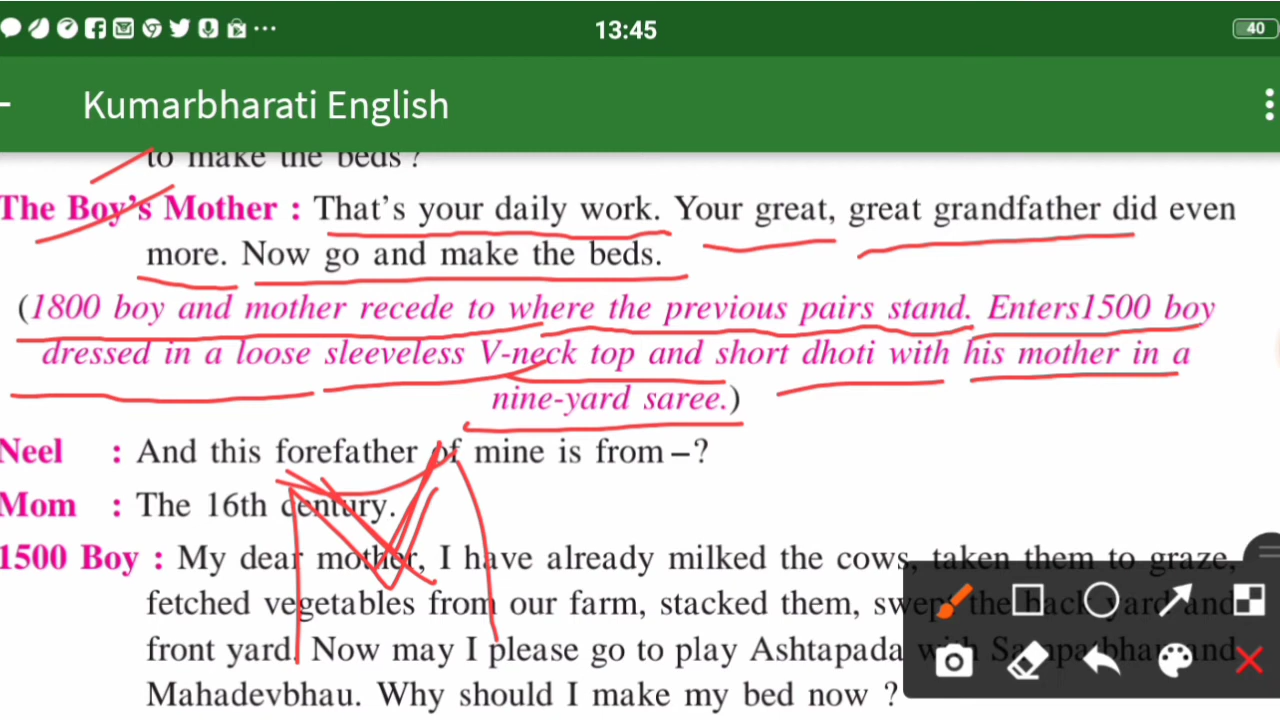 13:45
40
Kumarbharati English
to make the beds ?
The Boy's Mother : That's your daily work. Your great, great grandfather did even
more. Now go and make the beds.
(1800 boy and mother recede to where the previous pairs stand. Enters1500 boy
dressed in a loose sleeveless V-neck top and short dhoti with his mother in a
nine-yard saree.)
Neel : And this forefather of mine is from –?
Mom : The 16th century.
1500 Boy : My dear mother, I have already milked the cows, taken them to graze,
fetched vegetables from our farm, stacked them, swept the back yard and
front yard. Now may I please go to play Ashtapada with and
Mahadevbhau. Why should I make my bed now ?